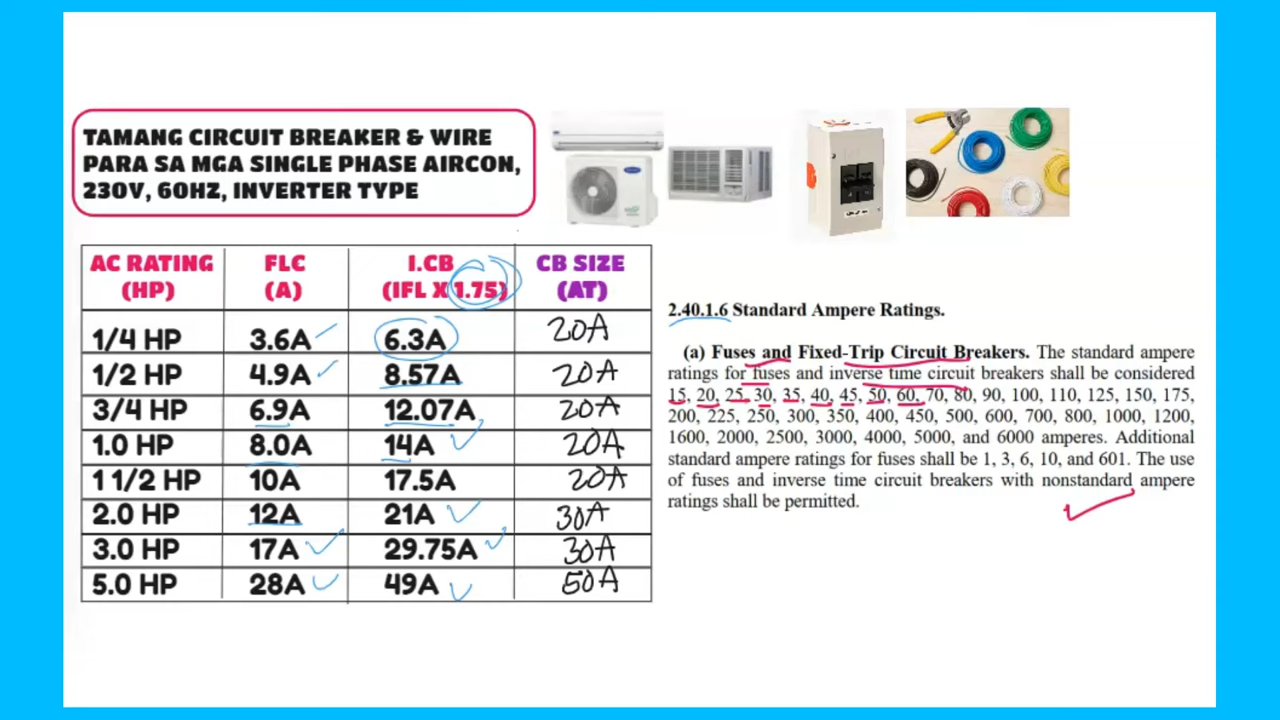 TAMANG CIRCUIT BREAKER & WIRE
PARA SA MGA SINGLE PHASE AIRCON,
230V, 60HZ, INVERTER TYPE
AC RATING (HP) FLC (A) I.CB (IFL X 1.75) CB SIZE (AT)
1/4 HP 3.6A 6.3A 20A
1/2 HP 4.9A 8.57A 20A
3/4 HP 6.9A 12.07A 20A
1.0 HP 8.0A 14A 20A
1 1/2 HP 10A 17.5A 20A
2.0 HP 12A 21A 30A
3.0 HP 17A 29.75A 30A
5.0 HP 28A 49A 50A
2.40.1.6 Standard Ampere Ratings.
(a) Fuses and Fixed-Trip Circuit Breakers. The standard ampere
ratings for fuses and inverse time circuit breakers shall be considered
15, 20, 25, 30, 35, 40, 45, 50, 60, 70, 80, 90, 100, 110, 125, 150, 175,
200, 225, 250, 300, 350, 400, 450, 500, 600, 700, 800, 1000, 1200,
1600, 2000, 2500, 3000, 4000, 5000, and 6000 amperes. Additional
standard ampere ratings for fuses shall be 1, 3, 6, 10, and 601. The use
of fuses and inverse time circuit breakers with nonstandard ampere
ratings shall be permitted.